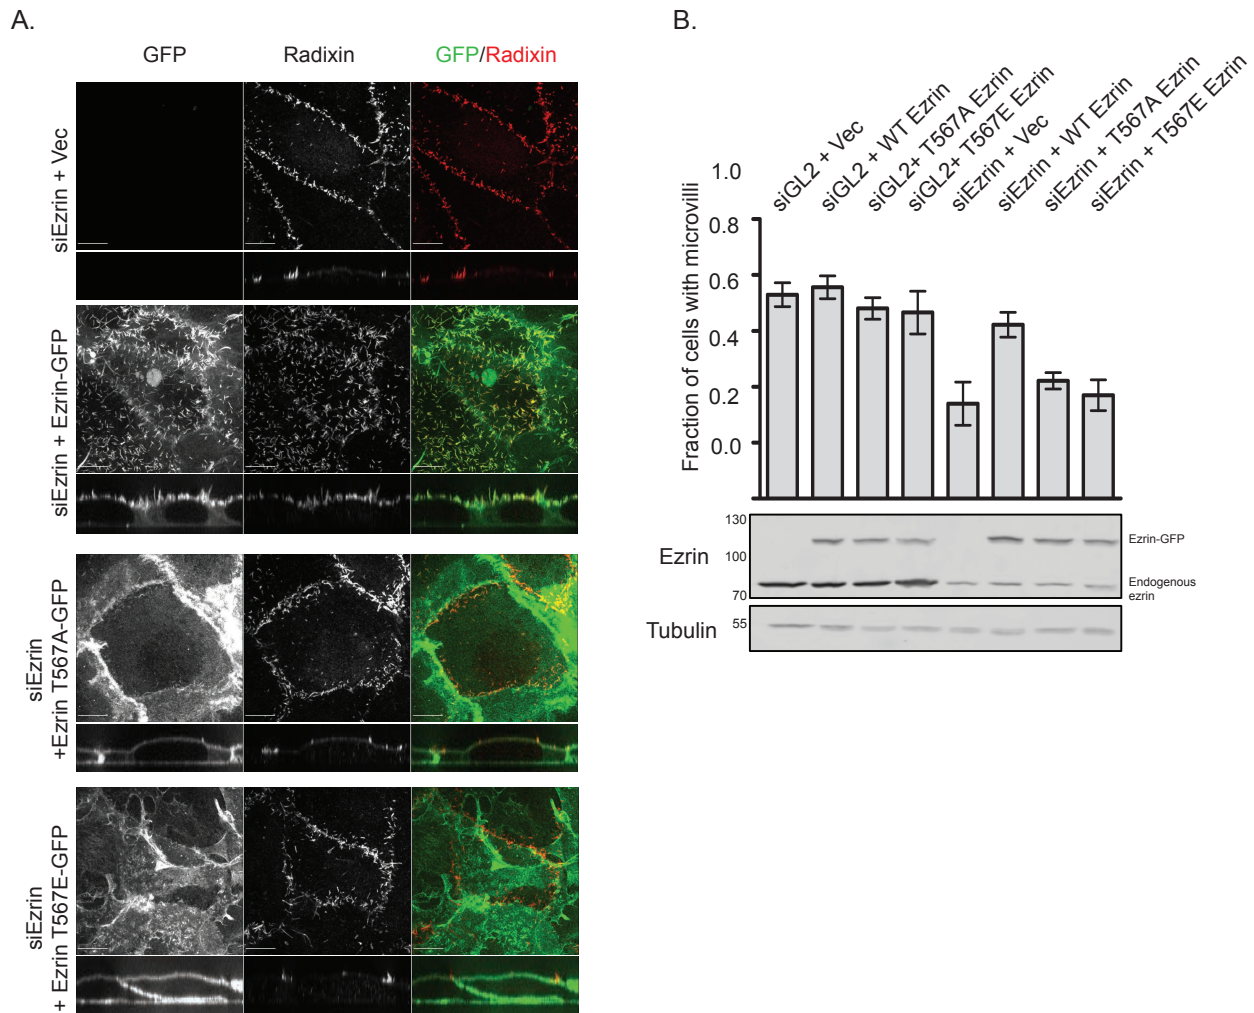 A.
GFP
Radixin
GFP/Radixin
siEzrin + Vec
siEzrin + Ezrin-GFP
siEzrin
+Ezrin T567A-GFP
siEzrin
+ Ezrin T567E-GFP
B.
siGL2 + Vec
siGL2 + WT Ezrin
siGL2+ T567A Ezrin
siGL2+ T567E Ezrin
siEzrin + Vec
siEzrin + WT Ezrin
siEzrin + T567A Ezrin
siEzrin + T567E Ezrin
Fraction of cells with microvilli
1.0
0.8
0.6
0.4
0.2
0.0
Ezrin
130
100
70
Ezrin-GFP
Endogenous
ezrin
Tubulin
55